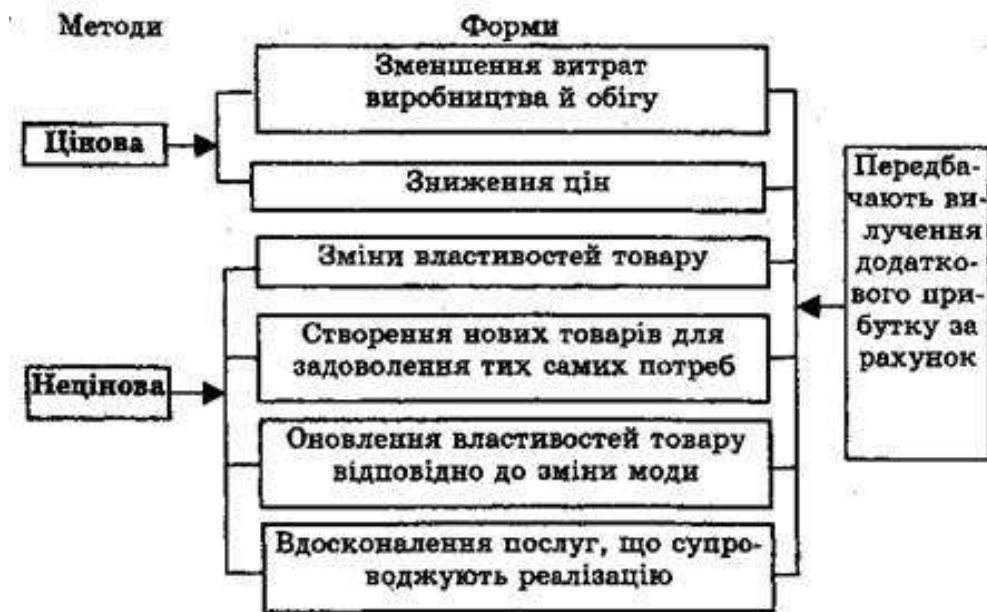 Методи
Форми
Зменшення витрат
виробництва й обігу
Цінова
Зниження цін
Зміни властивостей товару
Створення нових товарів для
задоволення тих самих потреб
Нецінова
Оновлення властивостей товару
відповідно до зміни моди
Вдосконалення послуг, що супро-
воджують реалізацію
Передба-
чають ви-
лучення
додатко-
вого при-
бутку за
рахунок